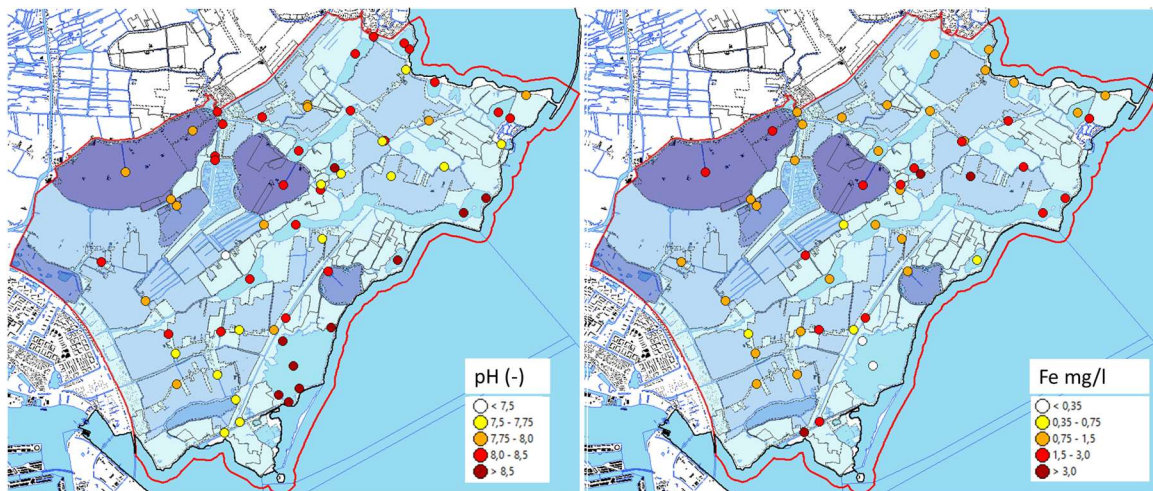 pH (-)
< 7,5
7,5 - 7,75
7,75 - 8,0
8,0 - 8,5
> 8,5
Fe mg/l
< 0,35
0,35 - 0,75
0,75 - 1,5
1,5 - 3,0
> 3,0